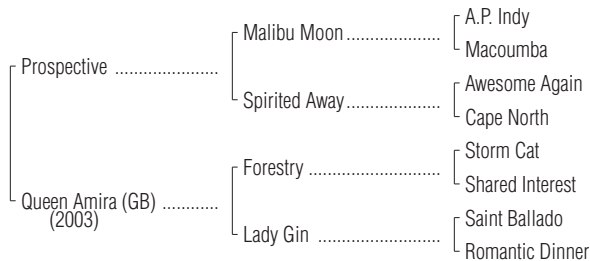 A.P. Indy
Malibu Moon ....................
Macoumba
Prospective ......................
Awesome Again
Spirited Away....................
Cape North
Storm Cat
Forestry ............................
Shared Interest
Queen Amira (GB) ............
(2003)
Saint Ballado
Lady Gin ..........................
Romantic Dinner